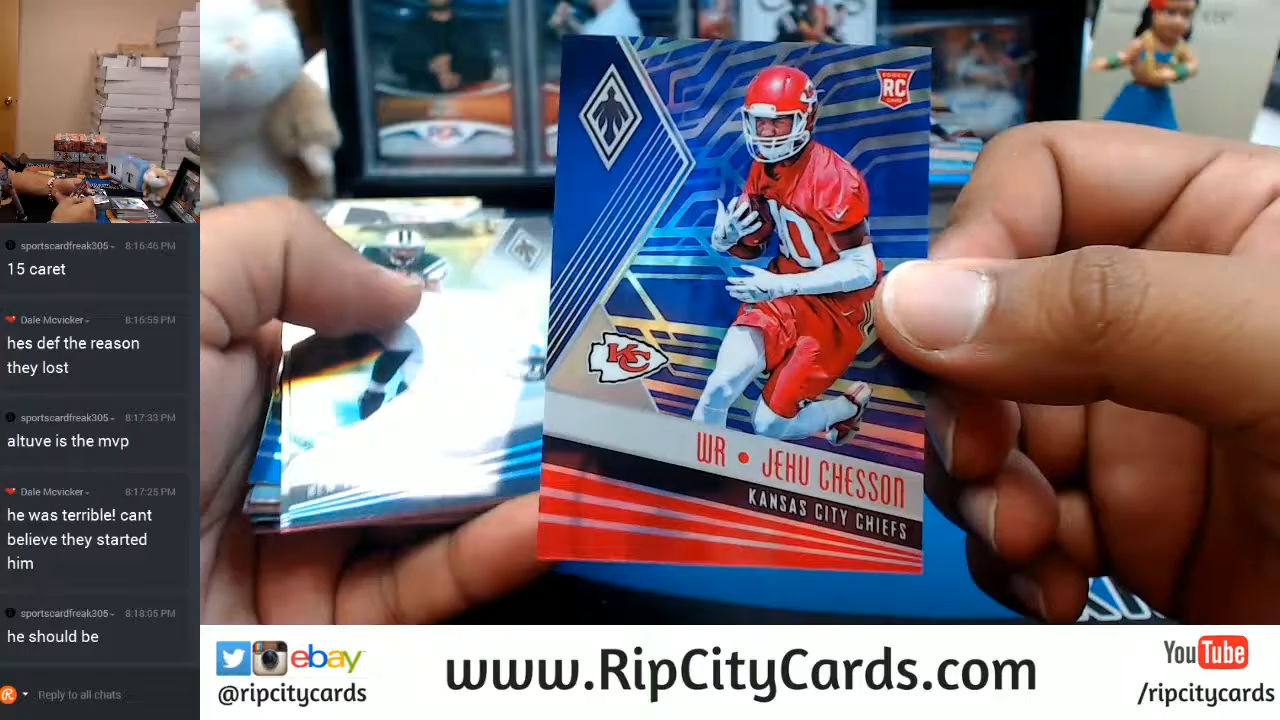 sportscardfreak305 8:16:46 PM
15 caret
Dale Mcvicker 8:16:55 PM
hes def the reason
they lost
sportscardfreak305 8:17:33 PM
altuve is the mvp
Dale Mcvicker 8:17:25 PM
he was terrible! cant
believe they started
him
sportscardfreak305 8:18:05 PM
he should be
Reply to all chats
ROOKIE
RC
CARD
KC
10
WR • JEHU CHESSON
KANSAS CITY CHIEFS
ebay
@ripcitycards
www.RipCityCards.com
YouTube
/ripcitycards